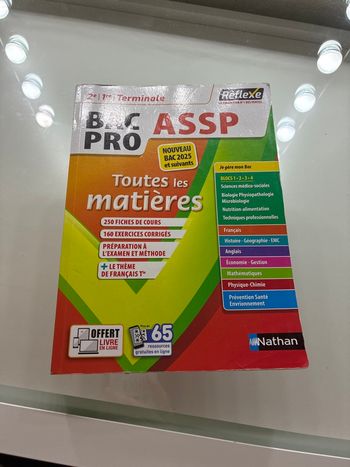 2e | 1re | Terminale
Réflexe
BAC PRO ASSP
NOUVEAU
BAC 2025
et suivants
Toutes les
matières
250 FICHES DE COURS
160 EXERCICES CORRIGÉS
PRÉPARATION À
L'EXAMEN ET MÉTHODE
+ LE THÈME
DE FRANÇAIS Tle
Je gère mon Bac
BLOCS 1 • 2 • 3 • 4
Sciences médico-sociales
Biologie Physiopathologie
Microbiologie
Nutrition-alimentation
Techniques professionnelles
Français
Histoire - Géographie - EMC
Anglais
Économie - Gestion
Mathématiques
Physique-Chimie
Prévention Santé
Environnement
OFFERT
LIVRE
EN LIGNE
65
ressources
gratuites en ligne
Nathan